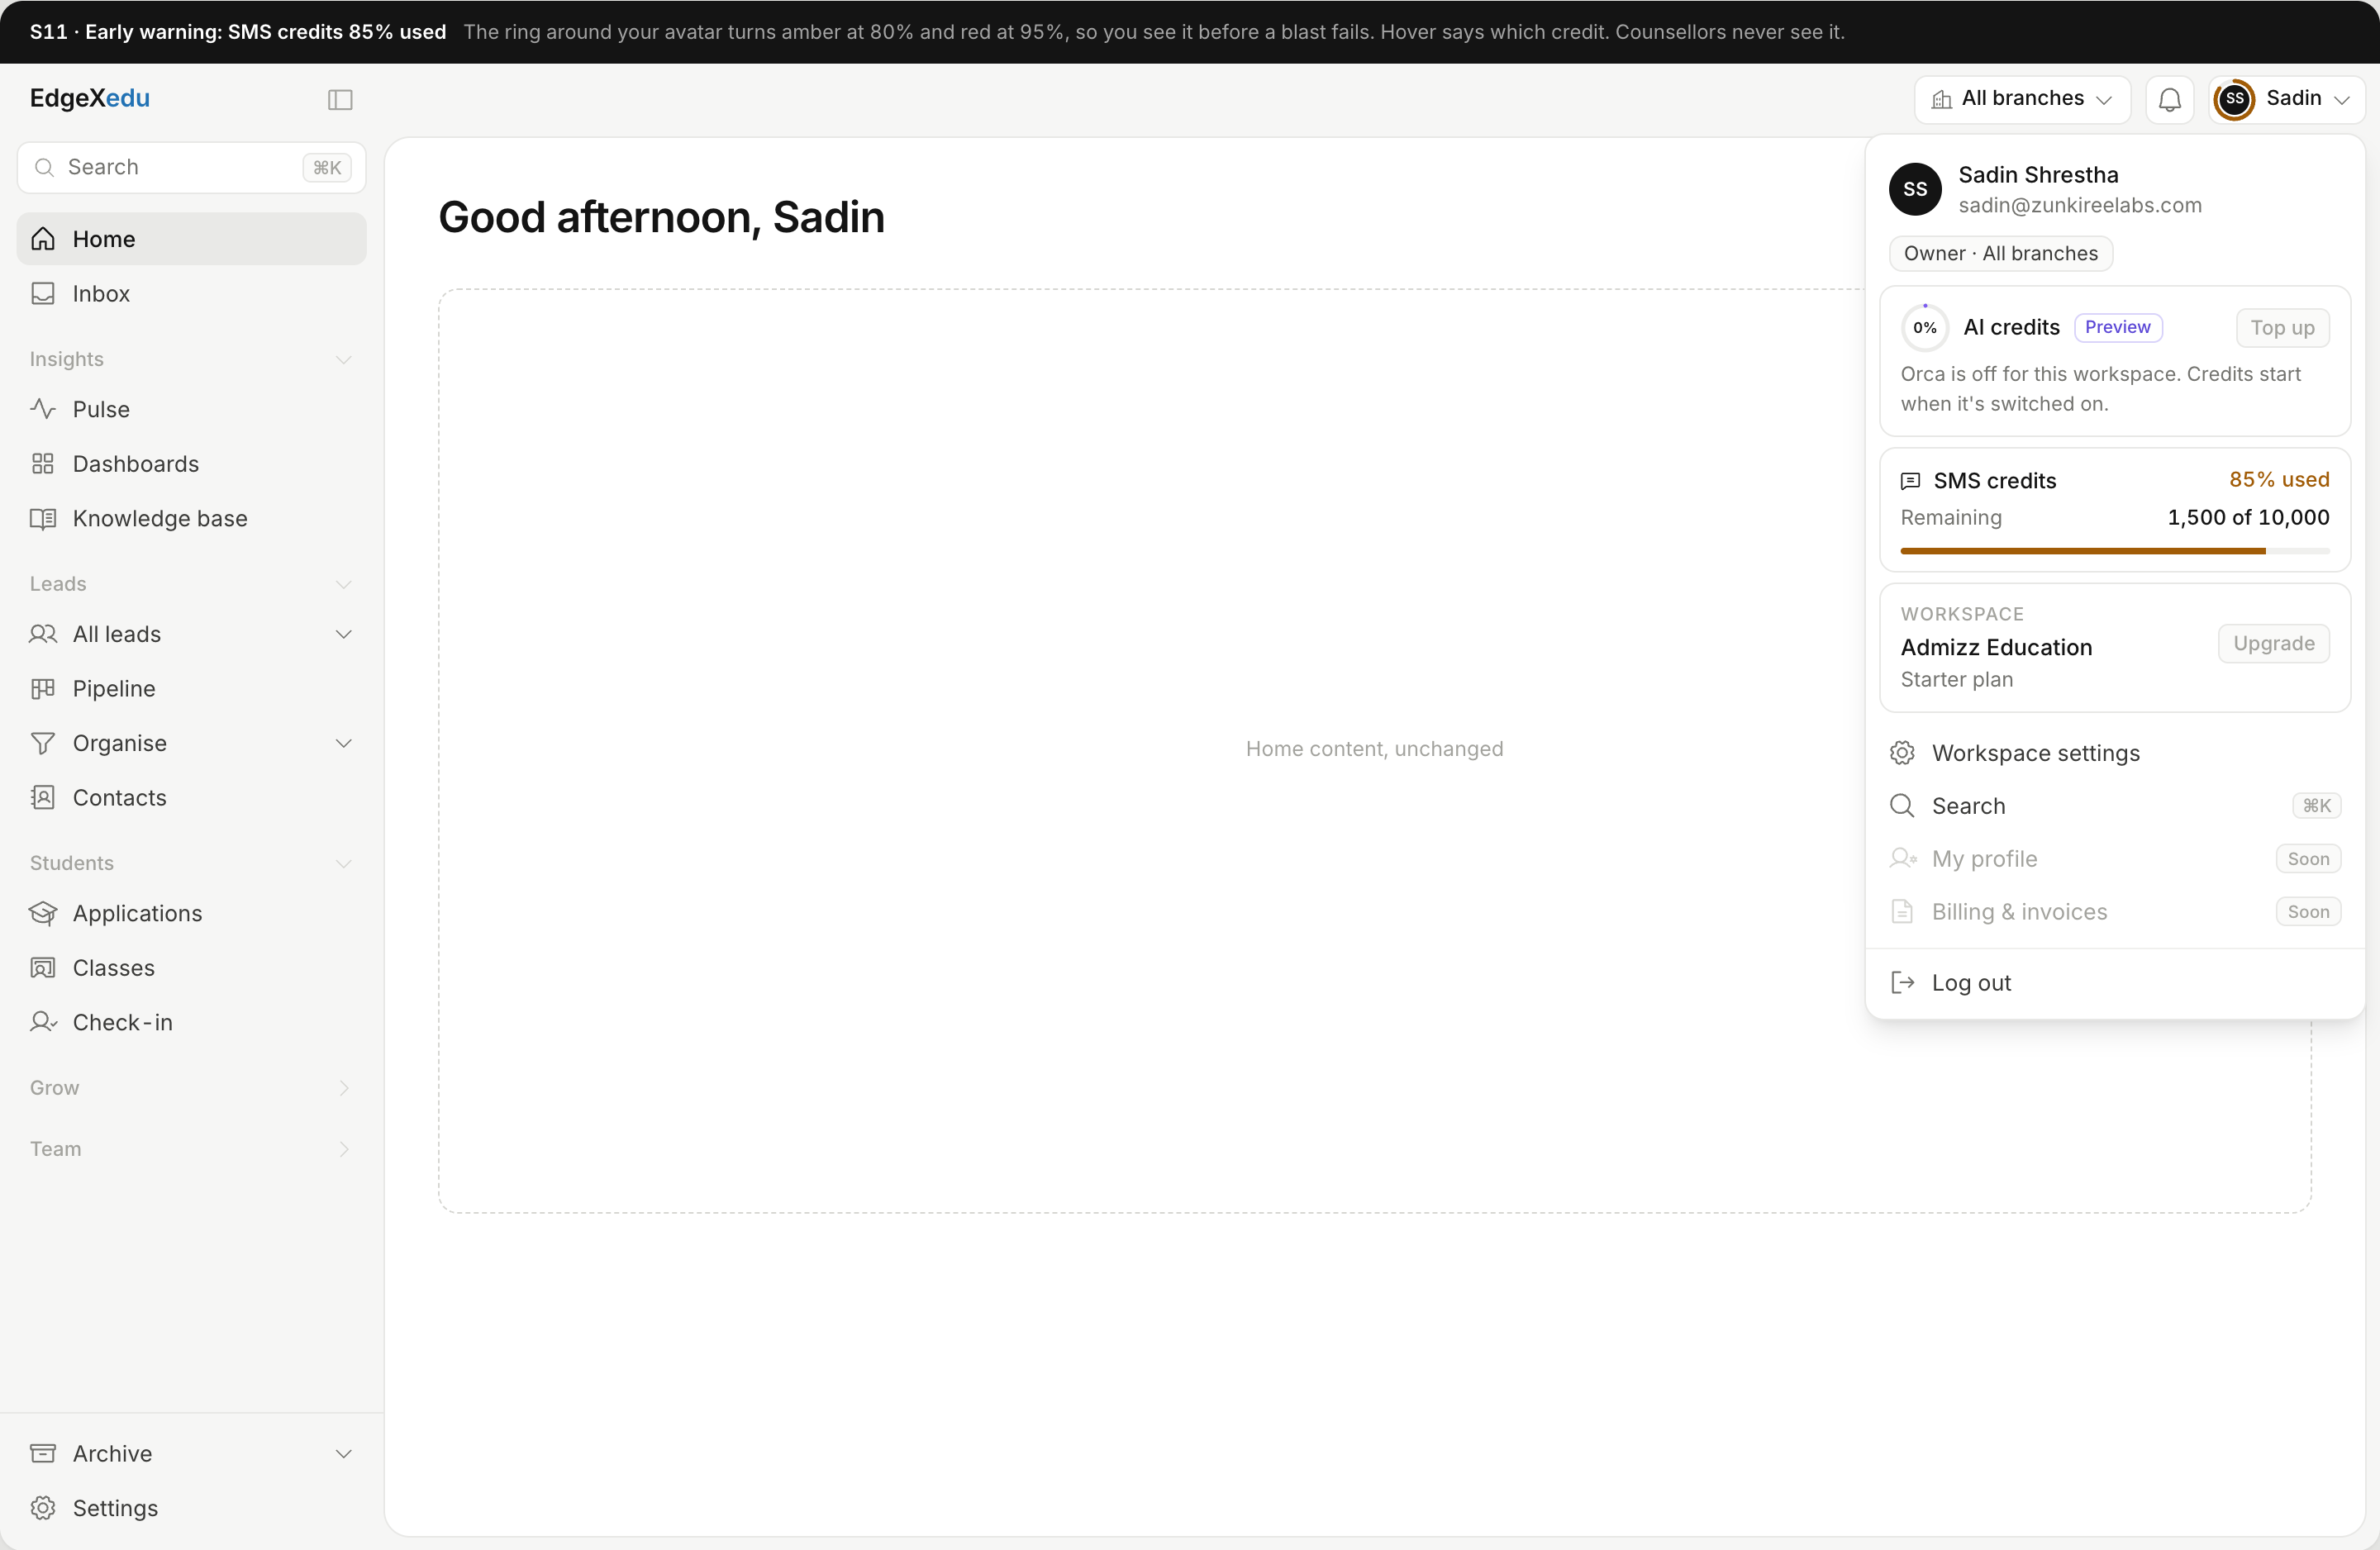 S11 · Early warning: SMS credits 85% used The ring around your avatar turns amber at 80% and red at 95%, so you see it before a blast fails. Hover says which credit. Counsellors never see it.
EdgeXedu
All branches
SS
Sadin
Search
⌘K
Home
Inbox
Insights
Pulse
Dashboards
Knowledge base
Leads
All leads
Pipeline
Organise
Contacts
Students
Applications
Classes
Check-in
Grow
Team
Archive
Settings
Good afternoon, Sadin
Home content, unchanged
SS
Sadin Shrestha
sadin@zunkireelabs.com
Owner · All branches
0%
AI credits
Preview
Top up
Orca is off for this workspace. Credits start
when it's switched on.
SMS credits
85% used
Remaining
1,500 of 10,000
WORKSPACE
Admizz Education
Starter plan
Upgrade
Workspace settings
Search
⌘K
My profile
Soon
Billing & invoices
Soon
Log out